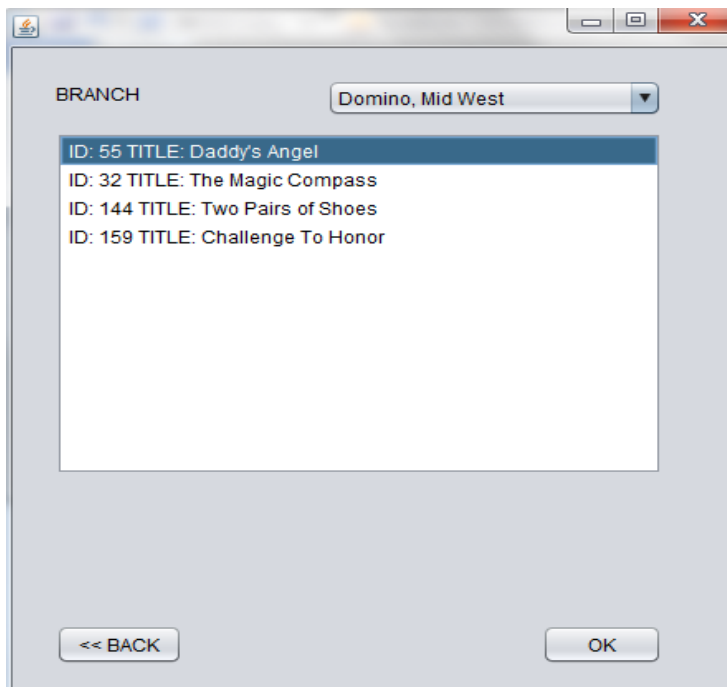 BRANCH Domino, Mid West
ID: 55 TITLE: Daddy's Angel
ID: 32 TITLE: The Magic Compass
ID: 144 TITLE: Two Pairs of Shoes
ID: 159 TITLE: Challenge To Honor
<< BACK OK